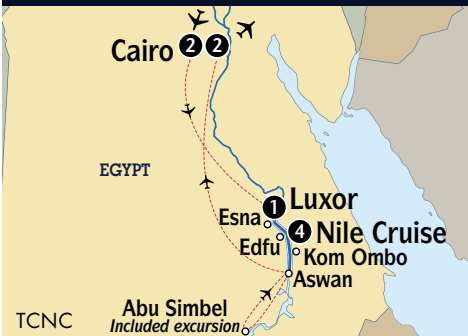 Cairo 2 2
EGYPT
1 Luxor
Esna
4 Nile Cruise
Edfu
Kom Ombo
Aswan
Abu Simbel
Included excursion
TCNC